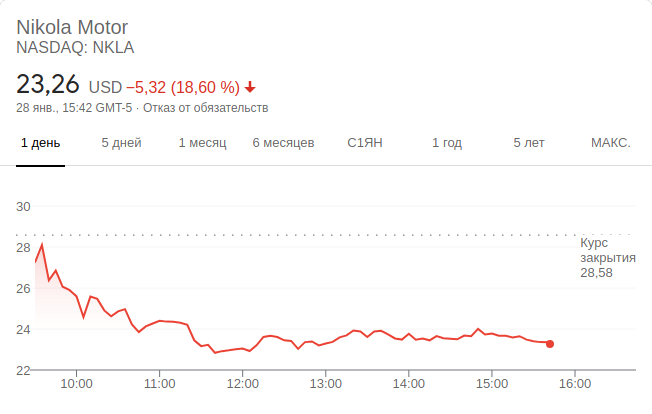 Nikola Motor
NASDAQ: NKLA
23,26 USD −5,32 (18,60 %)
28 янв., 15:42 GMT-5 · Отказ от обязательств
1 день 5 дней 1 месяц 6 месяцев С1ЯН 1 год 5 лет МАКС.
30
28
26
24
22
Курс
закрытия
28,58
10:00 11:00 12:00 13:00 14:00 15:00 16:00